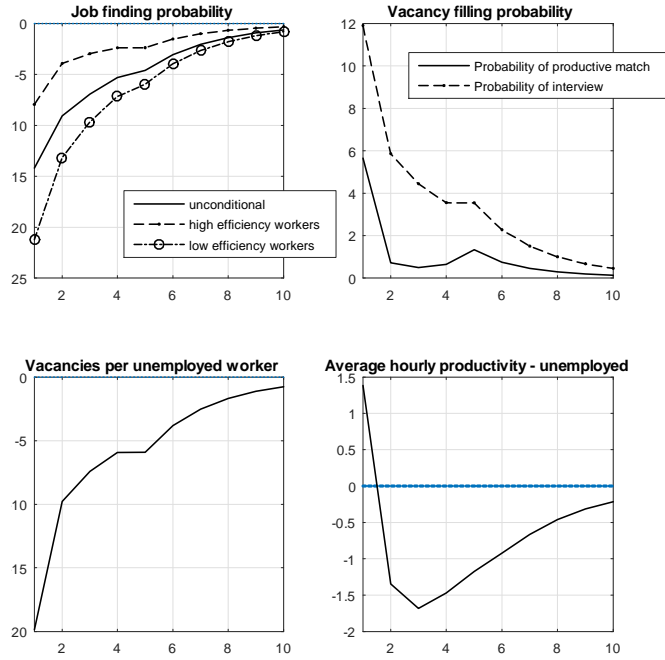 Job finding probability
0
-5
10
15
20
25
2 4 6 8 10
unconditional
high efficiency workers
low efficiency workers
Vacancy filling probability
12
10
8
6
4
2
0
2 4 6 8 10
Probability of productive match
Probability of interview
Vacancies per unemployed worker
0
-5
10
15
20
2 4 6 8 10
Average hourly productivity - unemployed
1.5
1
0.5
0
-0.5
-1
-1.5
-2
2 4 6 8 10